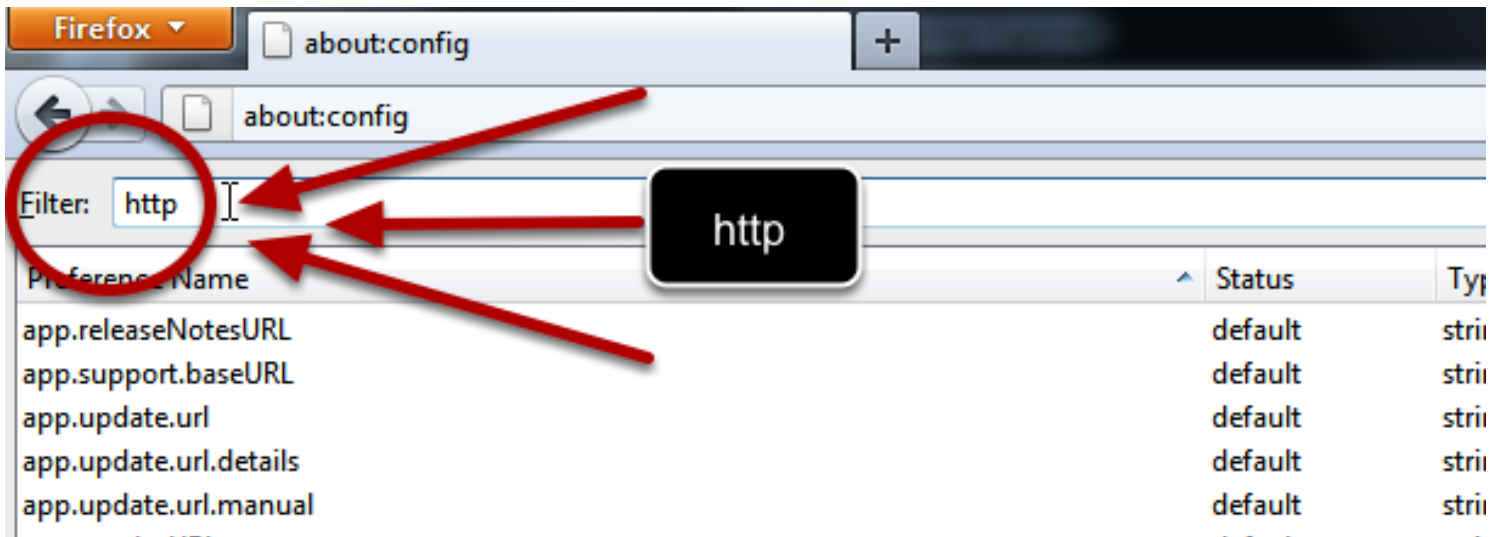 Firefox
about:config
about:config
Filter: http
http
Preference Name Status
app.releaseNotesURL default
app.support.baseURL default
app.update.url default
app.update.url.details default
app.update.url.manual default